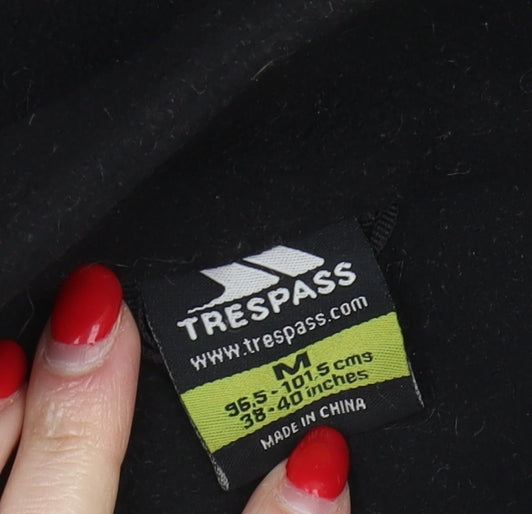 TRESPASS
www.trespass.com
M
96.5 - 101.5 cms
38 - 40 inches
MADE IN CHINA